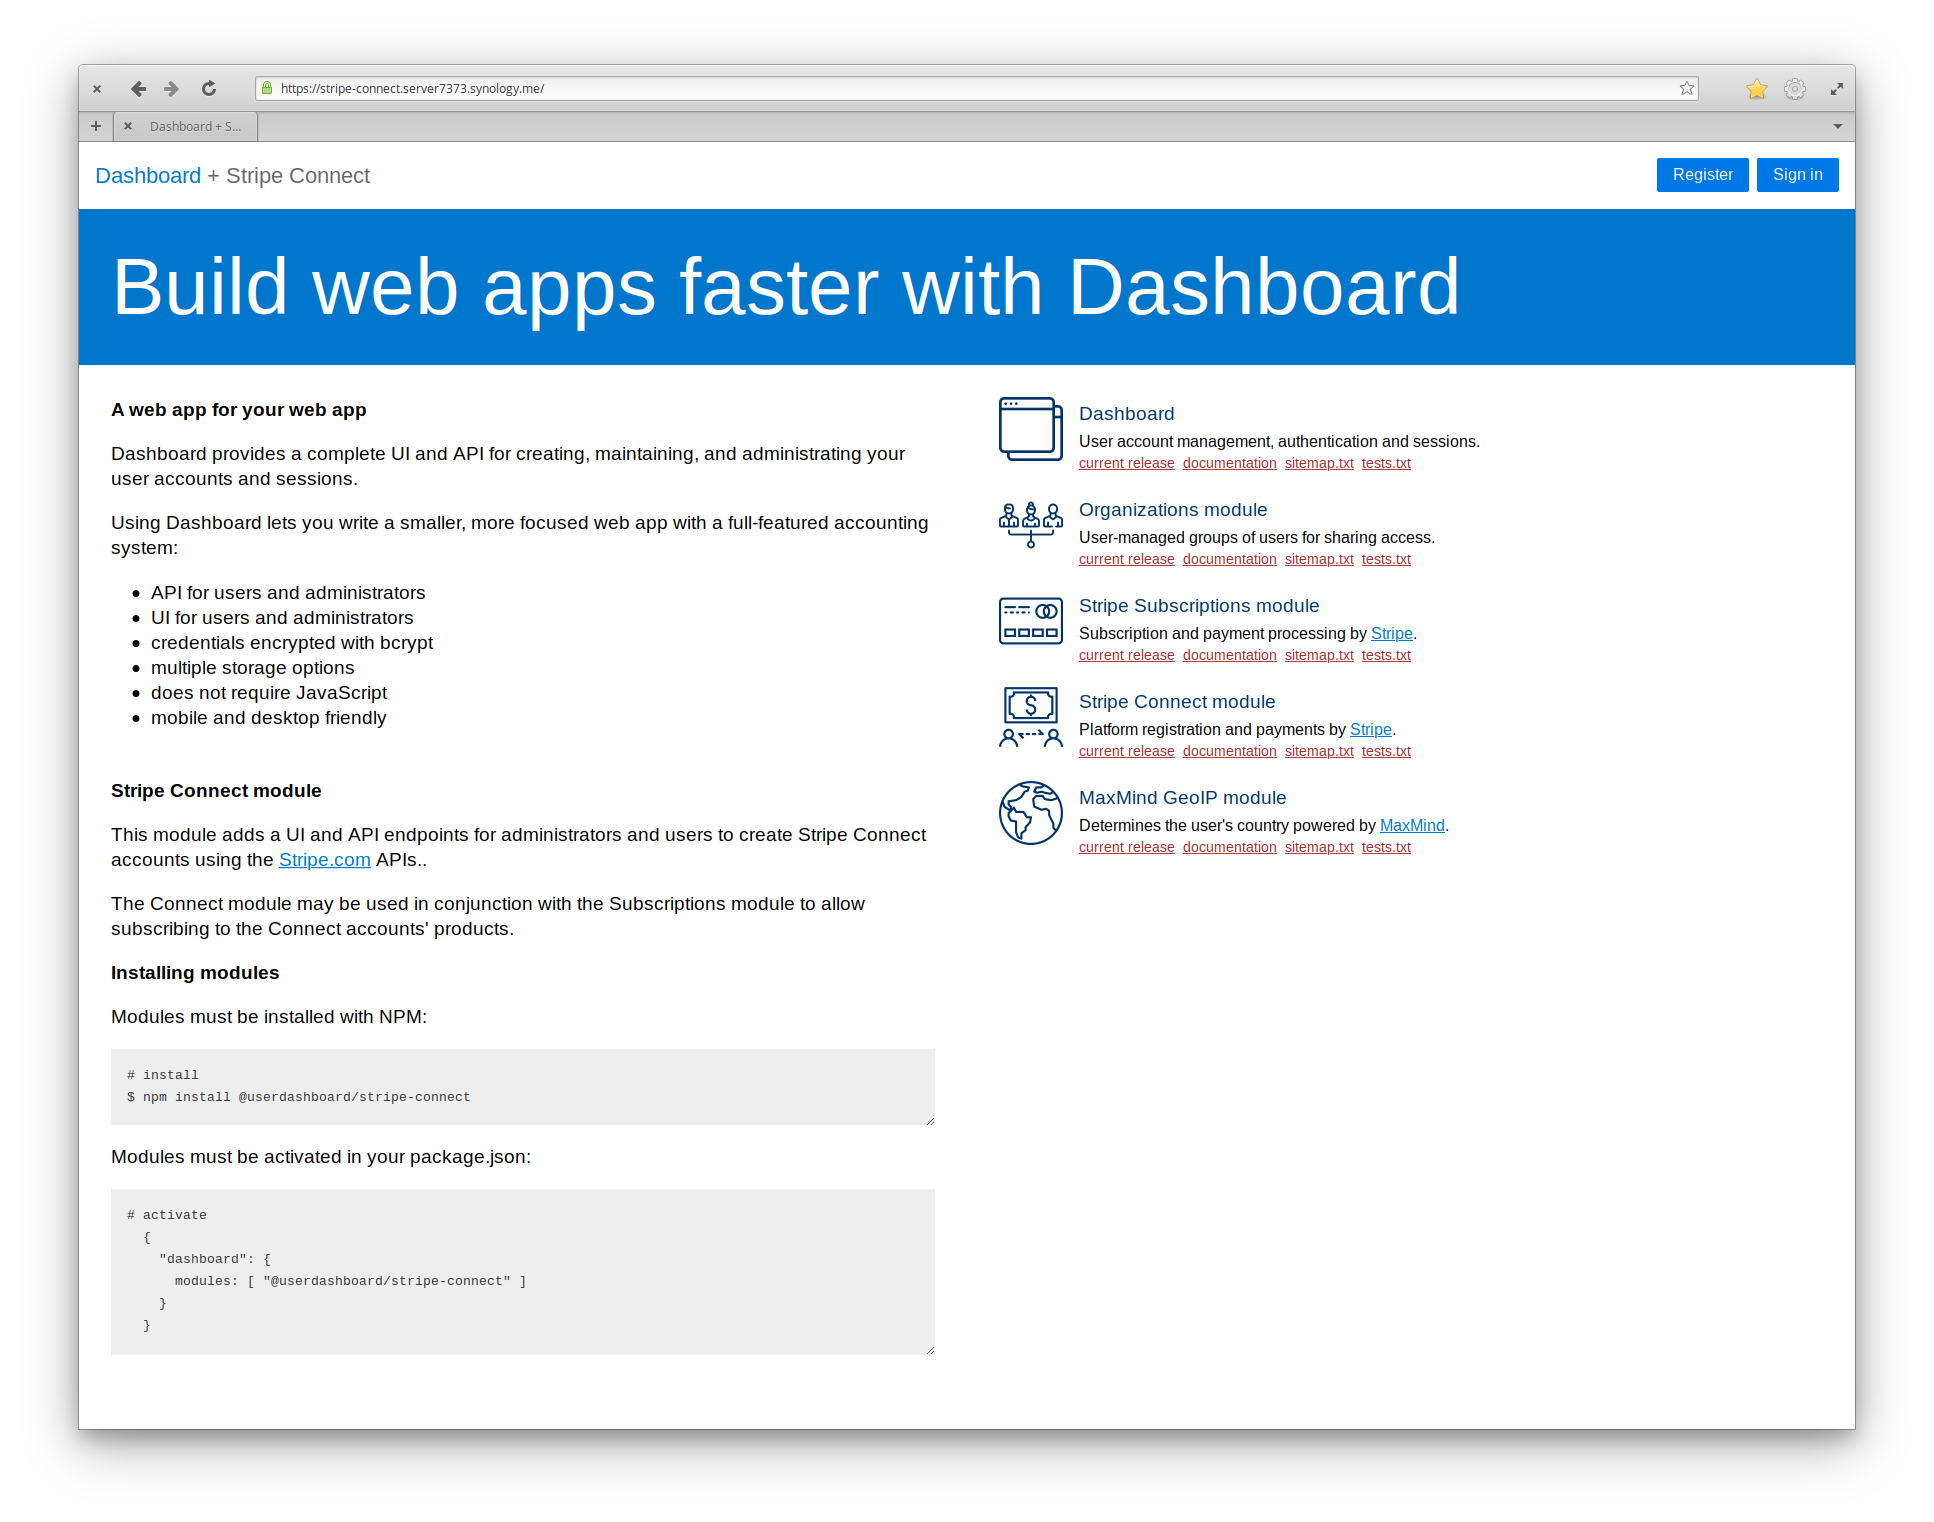 https://stripe-connect.server7373.synology.me/
Dashboard + S...
Dashboard + Stripe Connect
Register
Sign in
Build web apps faster with Dashboard
A web app for your web app
Dashboard provides a complete UI and API for creating, maintaining, and administrating your
user accounts and sessions.
Using Dashboard lets you write a smaller, more focused web app with a full-featured accounting
system:
• API for users and administrators
• UI for users and administrators
• credentials encrypted with bcrypt
• multiple storage options
• does not require JavaScript
• mobile and desktop friendly
Stripe Connect module
This module adds a UI and API endpoints for administrators and users to create Stripe Connect
accounts using the Stripe.com APIs..
The Connect module may be used in conjunction with the Subscriptions module to allow
subscribing to the Connect accounts' products.
Installing modules
Modules must be installed with NPM:
# install
$ npm install @userdashboard/stripe-connect
Modules must be activated in your package.json:
# activate
{
"dashboard": {
modules: [ "@userdashboard/stripe-connect" ]
}
}
Dashboard
User account management, authentication and sessions.
current release documentation sitemap.txt tests.txt
Organizations module
User-managed groups of users for sharing access.
current release documentation sitemap.txt tests.txt
Stripe Subscriptions module
Subscription and payment processing by Stripe.
current release documentation sitemap.txt tests.txt
Stripe Connect module
Platform registration and payments by Stripe.
current release documentation sitemap.txt tests.txt
MaxMind GeoIP module
Determines the user's country powered by MaxMind.
current release documentation sitemap.txt tests.txt